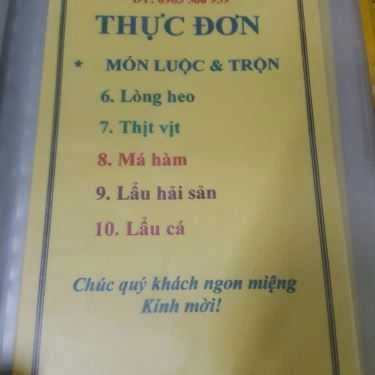 THỰC ĐƠN
* MÓN LUỘC & TRỘN
6. Lòng heo
7. Thịt vịt
8. Má hàm
9. Lẩu hải sản
10. Lẩu cá
Chúc quý khách ngon miệng
Kính mời!